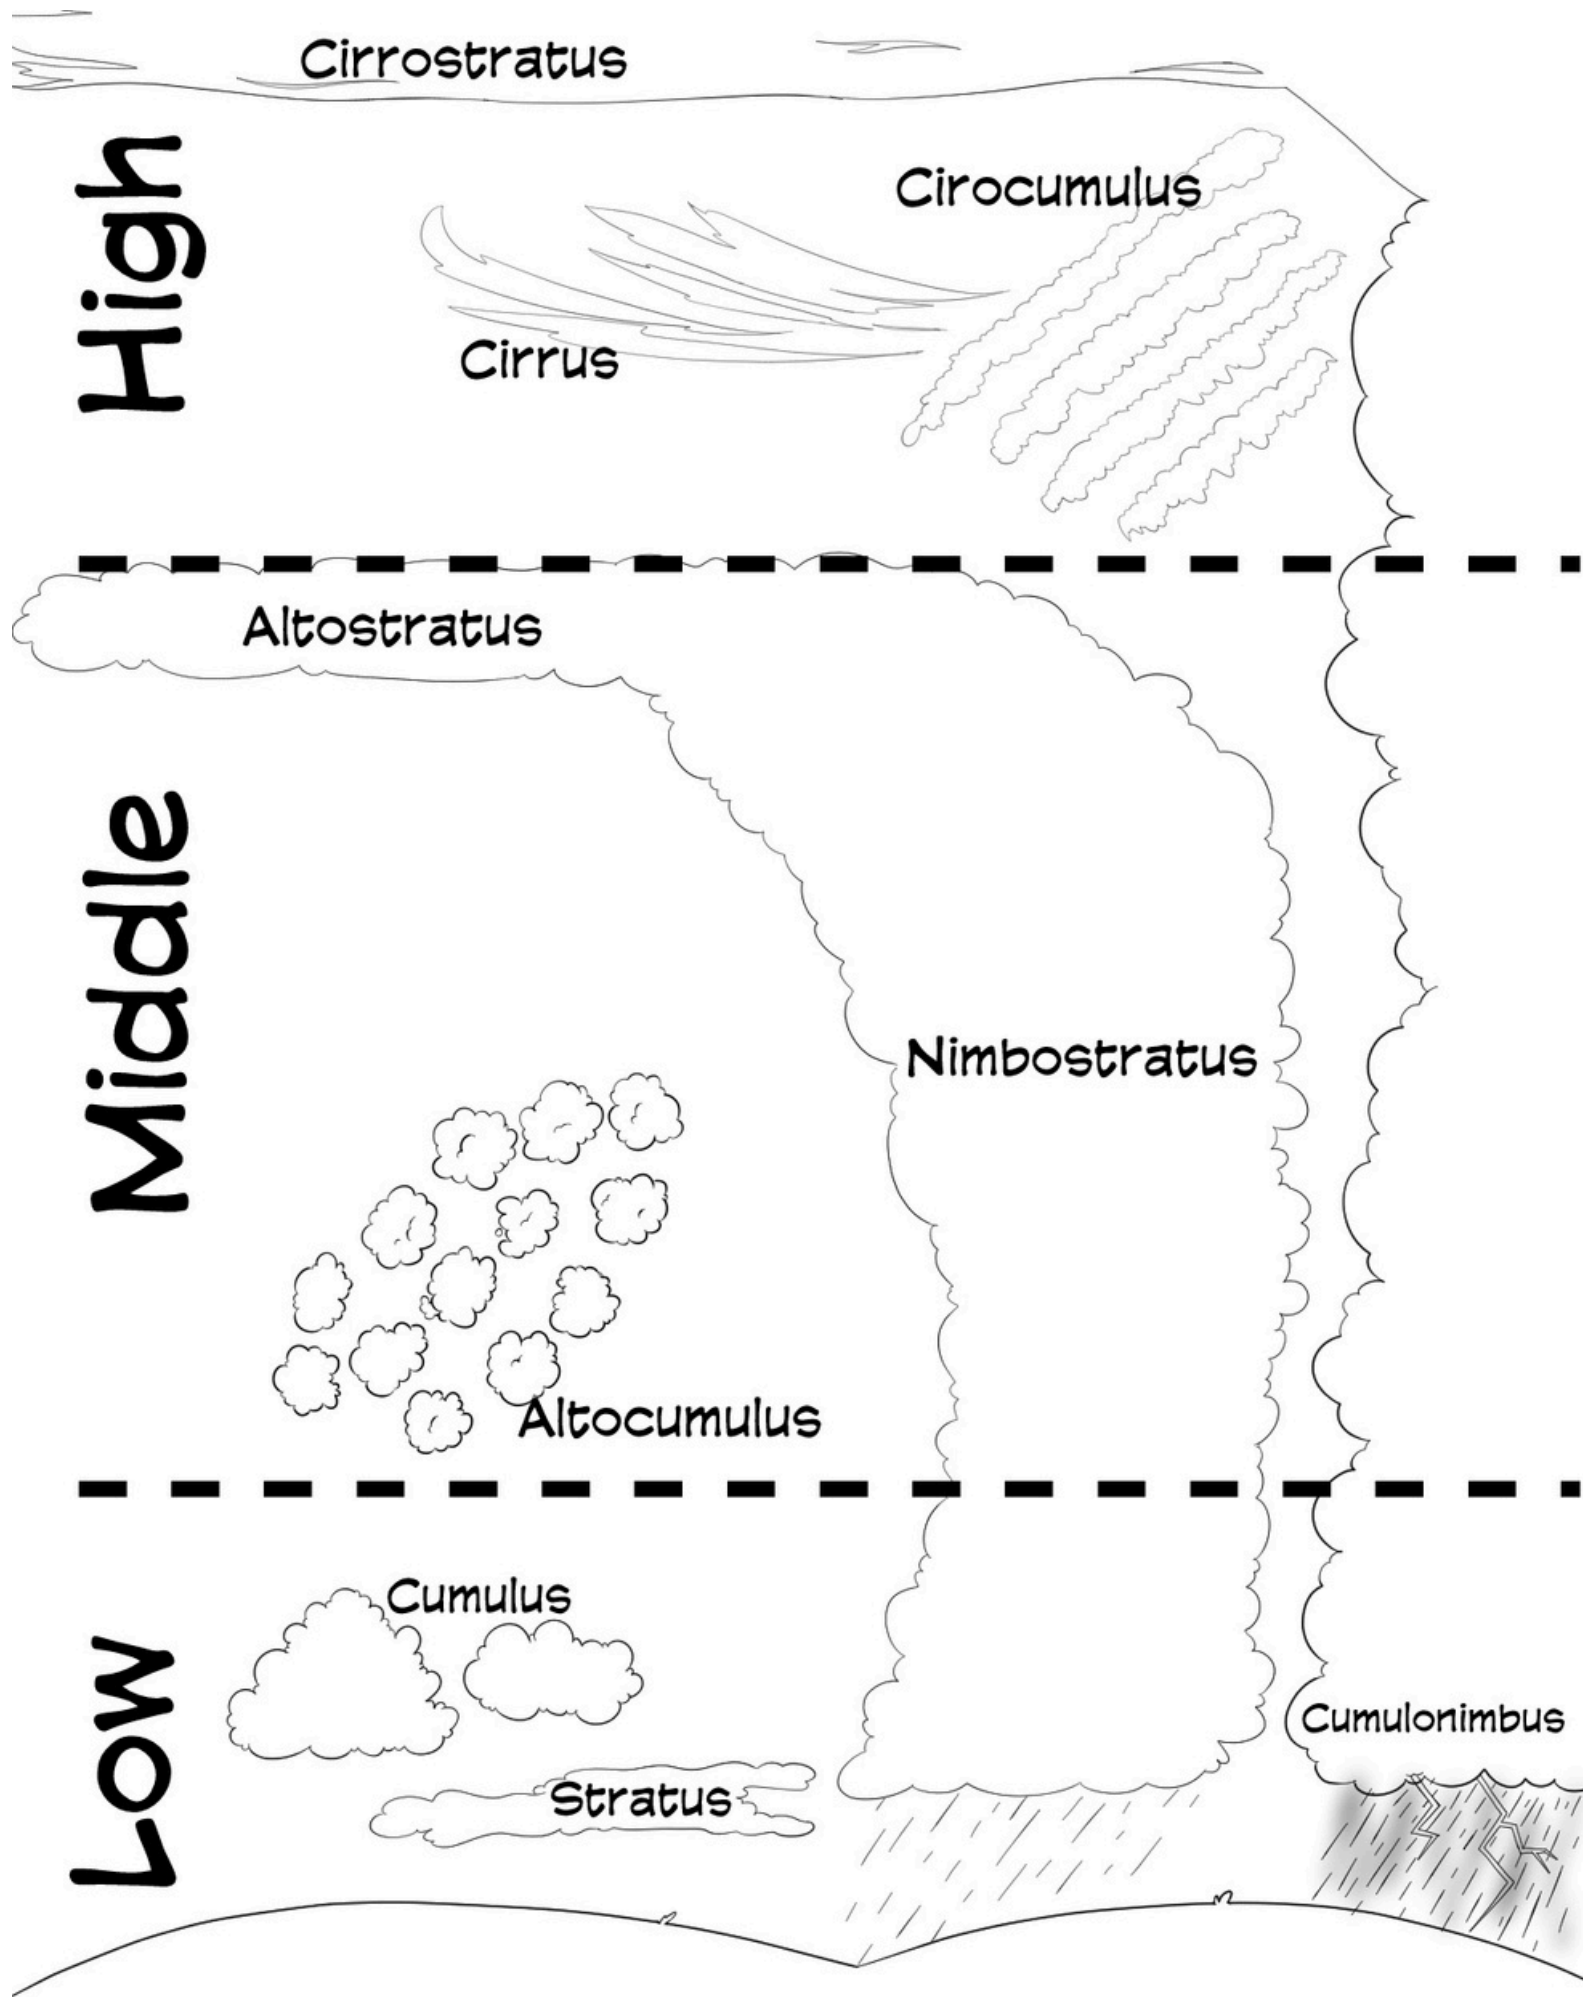 Cirrostratus
High
Cirocumulus
Cirrus
Altostratus
Middle
Nimbostratus
Altocumulus
Low
Cumulus
Cumulonimbus
Stratus